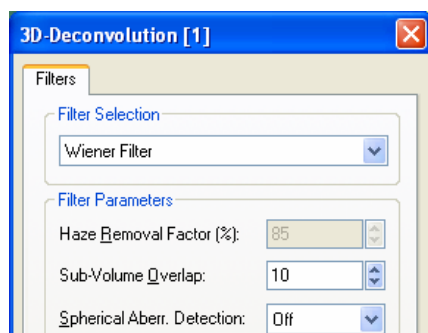 3D-Deconvolution [1]
Filters
Filter Selection
Wiener Filter
Filter Parameters
Haze Removal Factor (%): 85
Sub-Volume Overlap: 10
Spherical Aberr. Detection: Off